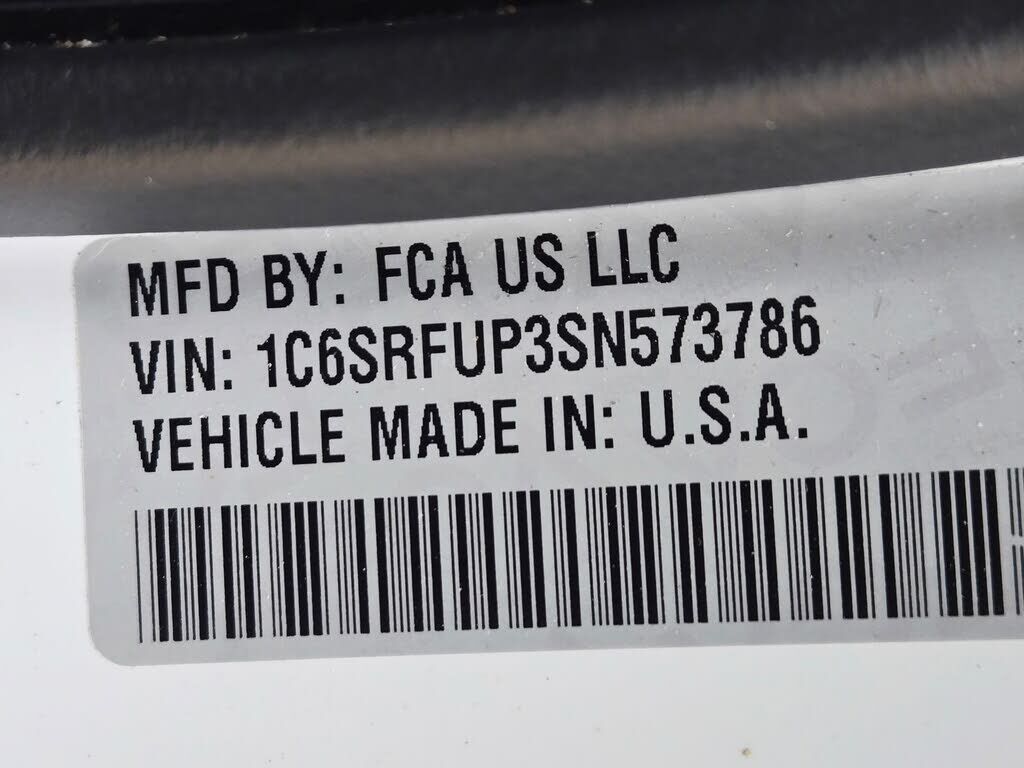 MFD BY: FCA US LLC
VIN: 1C6SRFUP3SN573786
VEHICLE MADE IN: U.S.A.